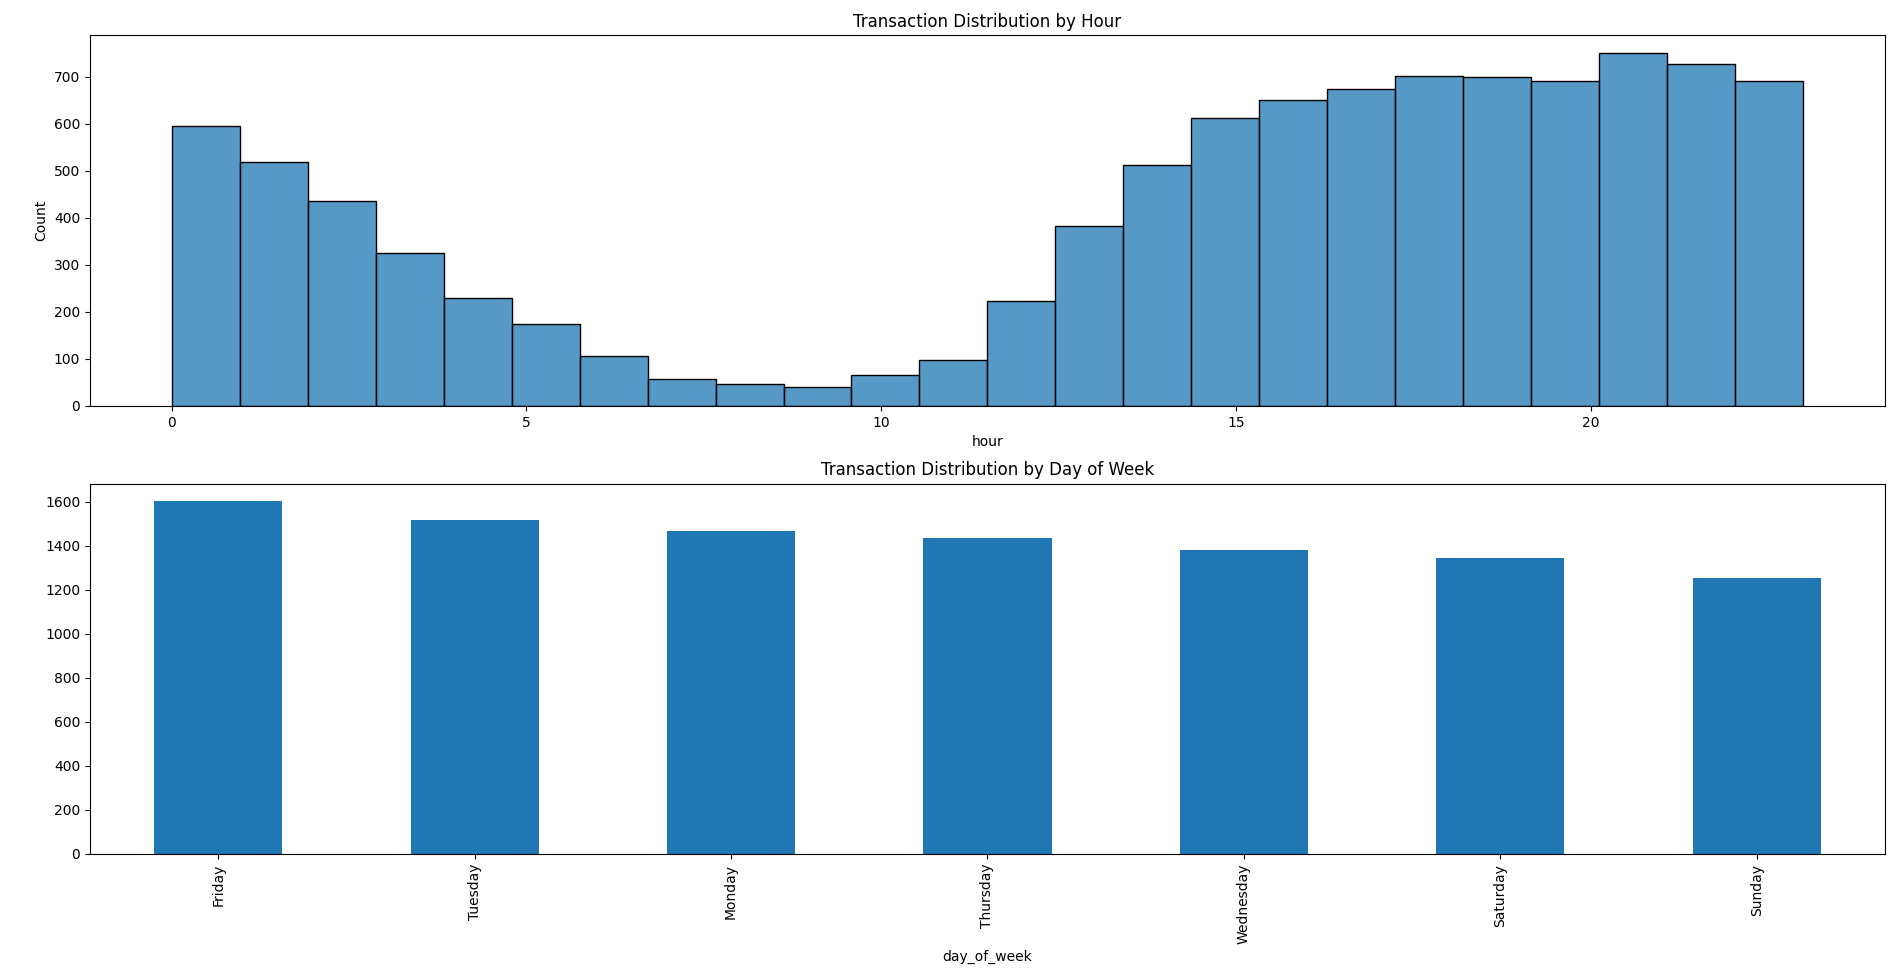 Transaction Distribution by Hour
700
600
500
400
300
200
100
0
Count
0 5 10 15 20
hour
Transaction Distribution by Day of Week
1600
1400
1200
1000
800
600
400
200
0
Friday Tuesday Monday Thursday Wednesday Saturday Sunday
day_of_week